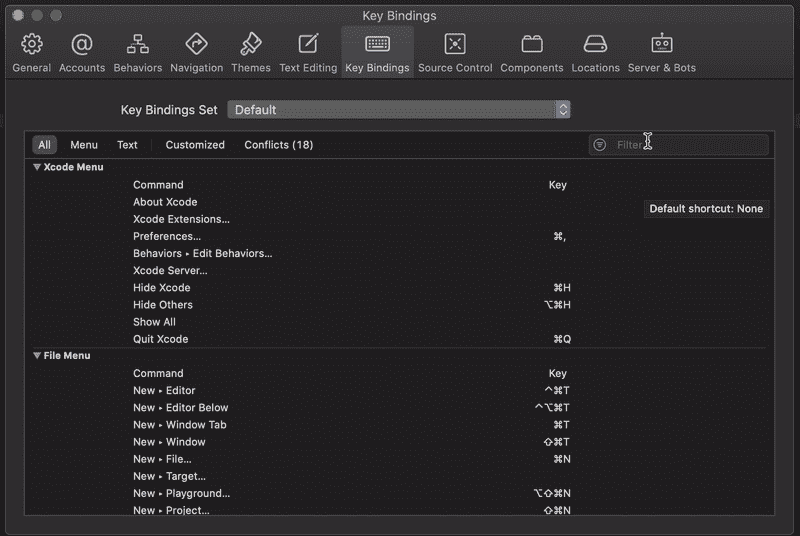 Key Bindings
General Accounts Behaviors Navigation Themes Text Editing Key Bindings Source Control Components Locations Server & Bots
Key Bindings Set Default
All Menu Text Customized Conflicts (18) Filter
Xcode Menu
Command Key
About Xcode
Default shortcut: None
Xcode Extensions...
Preferences... ⌘,
Behaviors ▸ Edit Behaviors...
Xcode Server...
Hide Xcode ⌘H
Hide Others ⌥⌘H
Show All
Quit Xcode ⌘Q
File Menu
Command Key
New ▸ Editor ^⌘T
New ▸ Editor Below ^⌥⌘T
New ▸ Window Tab ⌘T
New ▸ Window ⇧⌘T
New ▸ File... ⌘N
New ▸ Target...
New ▸ Playground... ⌥⇧⌘N
New ▸ Project... ⇧⌘N